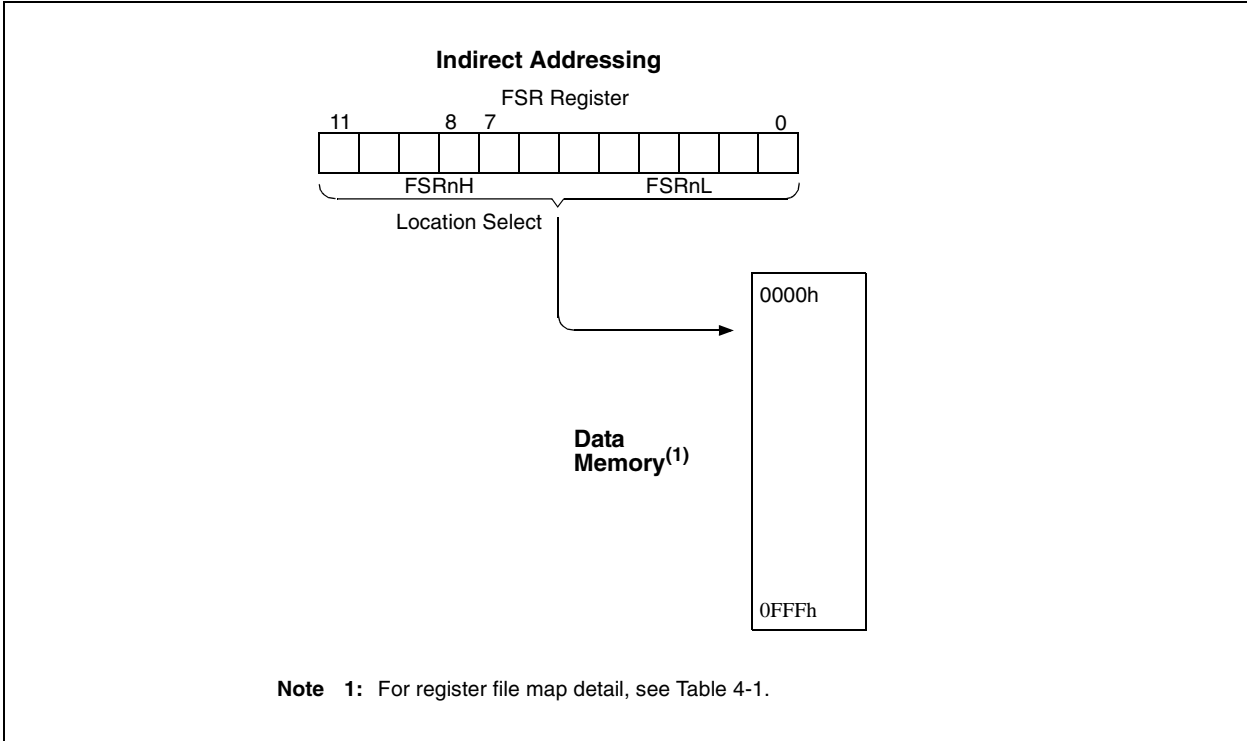 Indirect Addressing
FSR Register
11 8 7 0
FSRnH FSRnL
Location Select
0000h
Data
Memory(1)
0FFFh
Note 1: For register file map detail, see Table 4-1.